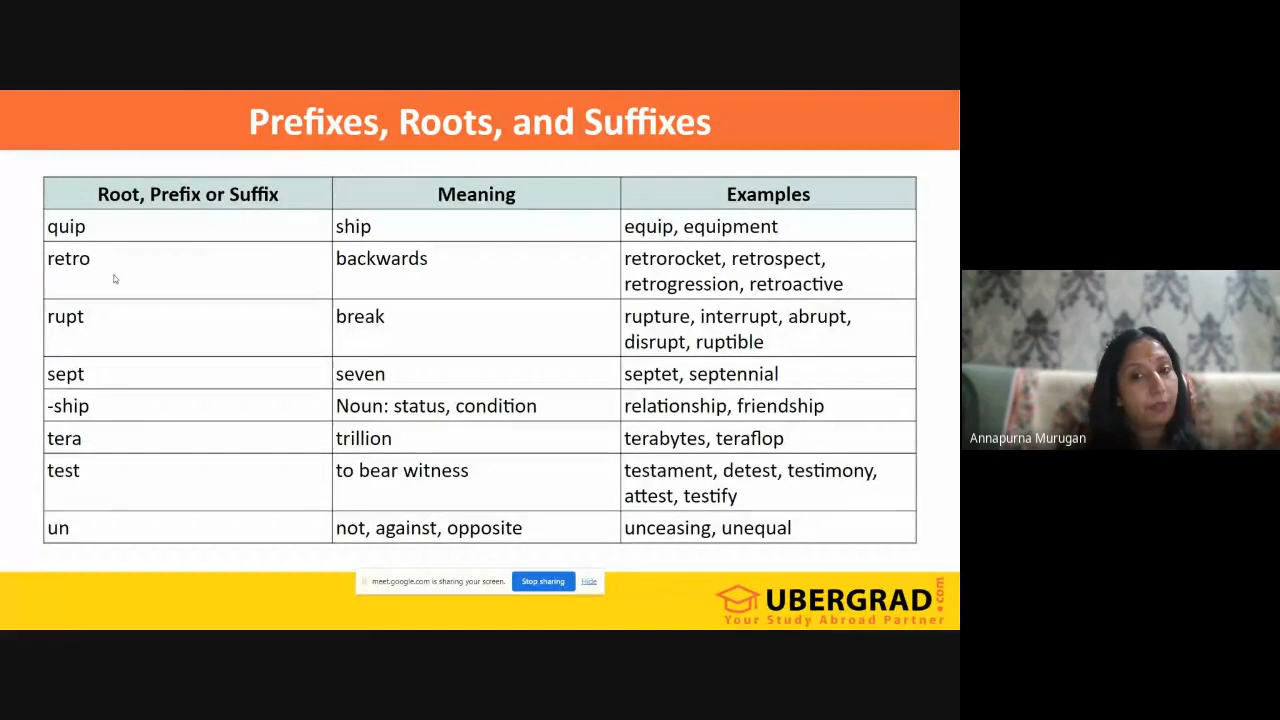 Prefixes, Roots, and Suffixes
Root, Prefix or Suffix Meaning Examples
quip ship equip, equipment
retro backwards retrorocket, retrospect,
retrogression, retroactive
rupt break rupture, interrupt, abrupt,
disrupt, ruptible
sept seven septet, septennial
-ship Noun: status, condition relationship, friendship
tera trillion terabytes, teraflop
test to bear witness testament, detest, testimony,
attest, testify
un not, against, opposite unceasing, unequal
Annapurna Murugan
meet.google.com is sharing your screen. Stop sharing Hide
UBERGRAD.com
Your Study Abroad Partner